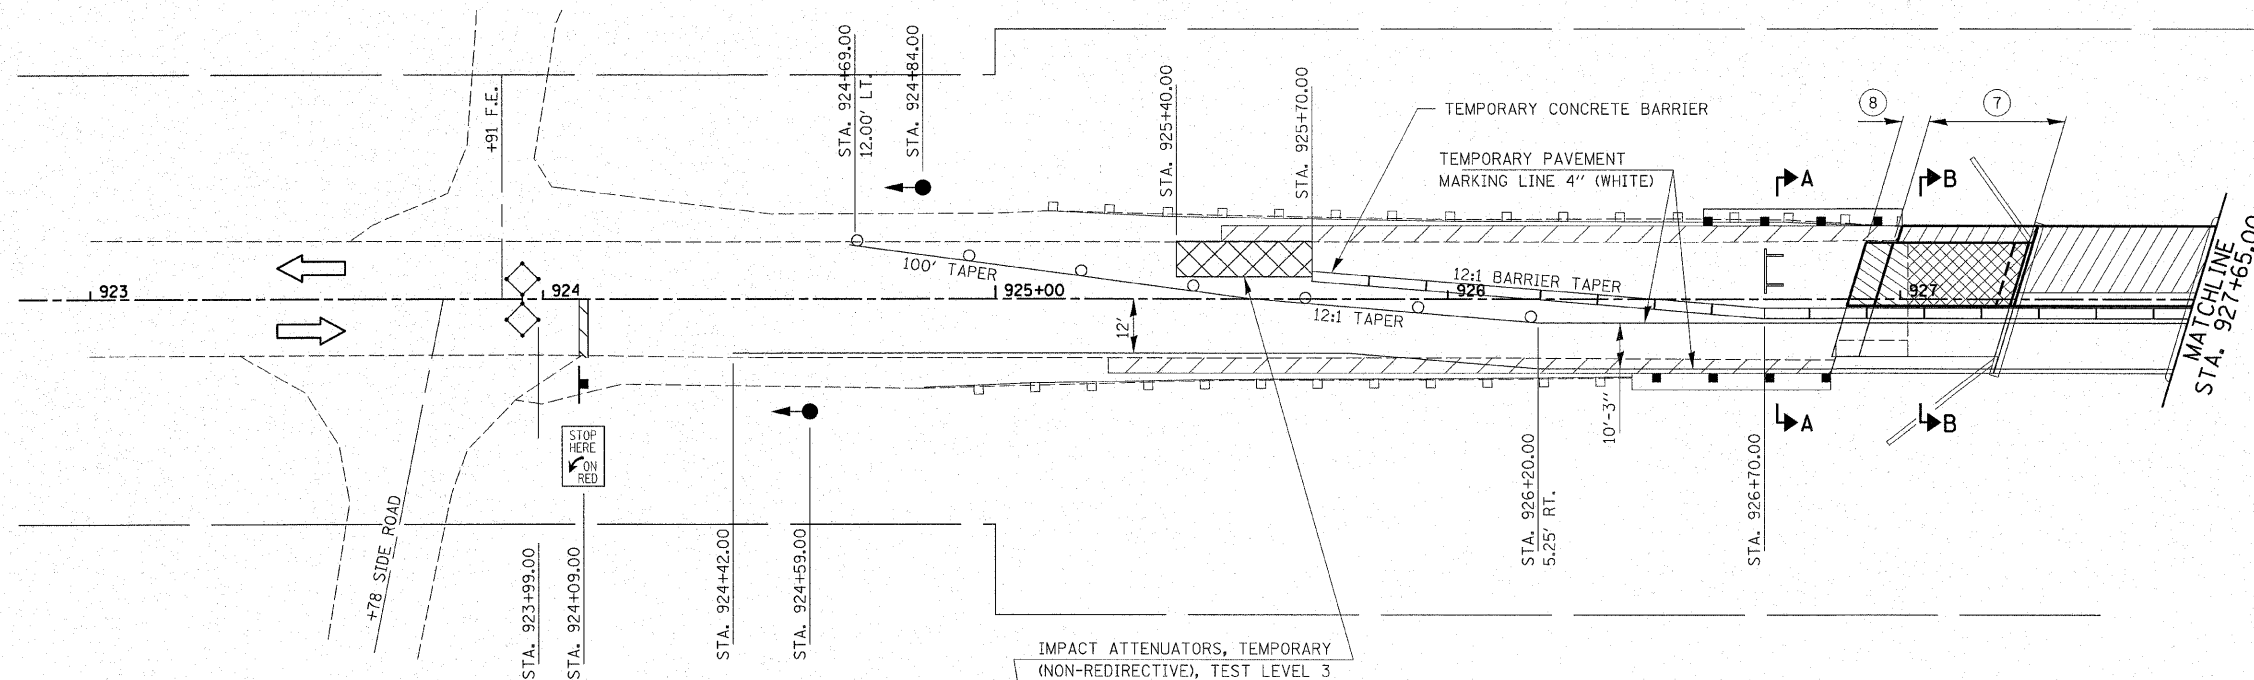 STA. 924+69.00
12.00' LT.
STA. 924+84.00
+91 F.E.
STA. 925+40.00
STA. 925+70.00
TEMPORARY CONCRETE BARRIER
8
7
TEMPORARY PAVEMENT
MARKING LINE 4" (WHITE)
A
B
100' TAPER
12:1 BARRIER TAPER
923
924
925+00
926
927
12'
12:1 TAPER
MATCHLINE
STA. 927+65.00
10'-3"
A
B
STOP
HERE
ON
RED
+78 SIDE ROAD
STA. 923+99.00
STA. 924+09.00
STA. 924+42.00
STA. 924+59.00
STA. 926+20.00
5.25' RT.
STA. 926+70.00
IMPACT ATTENUATORS, TEMPORARY
(NON-REDIRECTIVE), TEST LEVEL 3